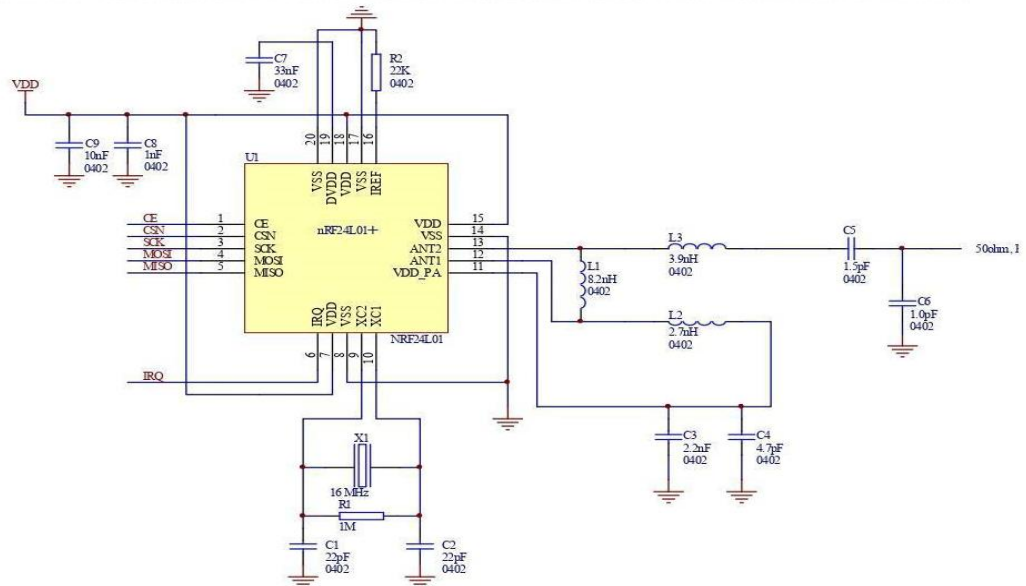 C7
33nF
0402
R2
22K
0402
VDD
C9
10nF
0402
C8
1nF
0402
20
19
18
17
16
U1
VSS
DVDD
VDD
VSS
IREF
nRF24L01+
CE
1
CE
CSN
2
CSN
SCK
3
SCK
MOSI
4
MOSI
MISO
5
MISO
VDD
15
VSS
14
ANT2
13
ANT1
12
VDD_PA
11
IRQ
VDD
VSS
XC2
XC1
NRF24L01
6
7
8
9
10
IRQ
L3
3.9nH
0402
L1
8.2nH
0402
L2
2.7nH
0402
C5
1.5pF
0402
50ohm,
C6
1.0pF
0402
C3
2.2nF
0402
C4
4.7pF
0402
X1
16 MHz
R1
1M
C1
22pF
0402
C2
22pF
0402